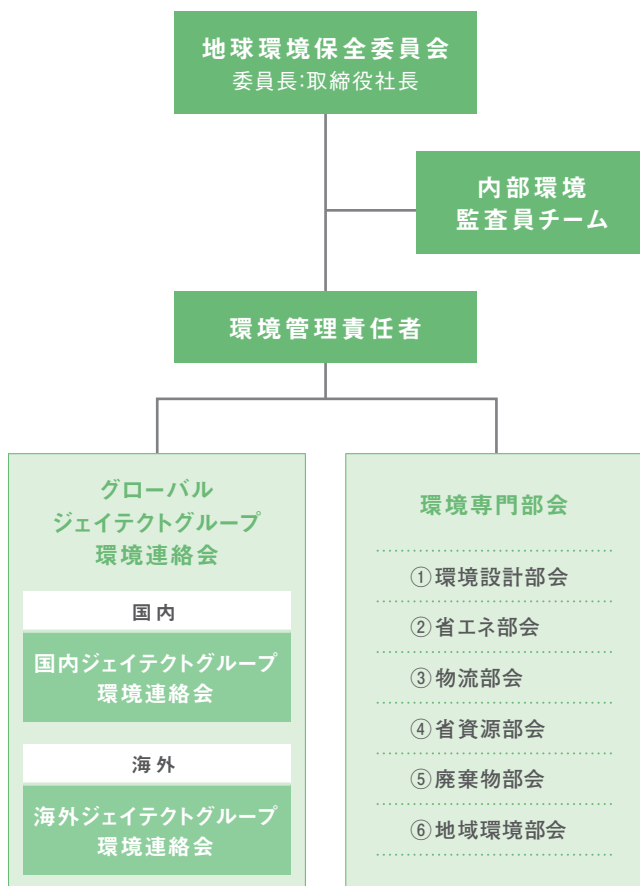 地球環境保全委員会
委員長:取締役社長
内部環境
監査員チーム
環境管理責任者
グローバル
ジェイテクトグループ
環境連絡会
国内
国内ジェイテクトグループ
環境連絡会
海外
海外ジェイテクトグループ
環境連絡会
環境専門部会
①環境設計部会
②省エネ部会
③物流部会
④省資源部会
⑤廃棄物部会
⑥地域環境部会